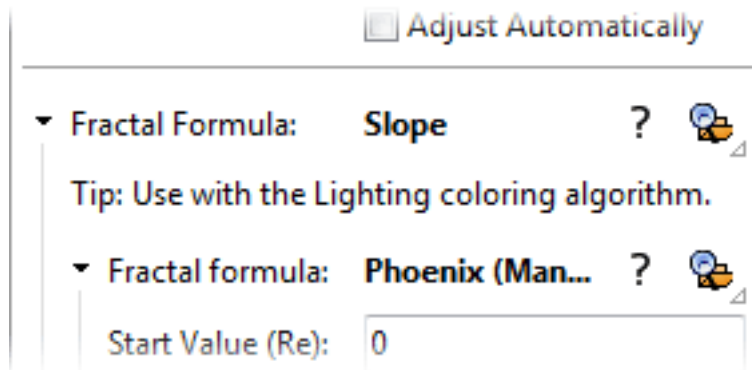 Adjust Automatically
Fractal Formula: Slope ?
Tip: Use with the Lighting coloring algorithm.
Fractal formula: Phoenix (Man... ?
Start Value (Re): 0